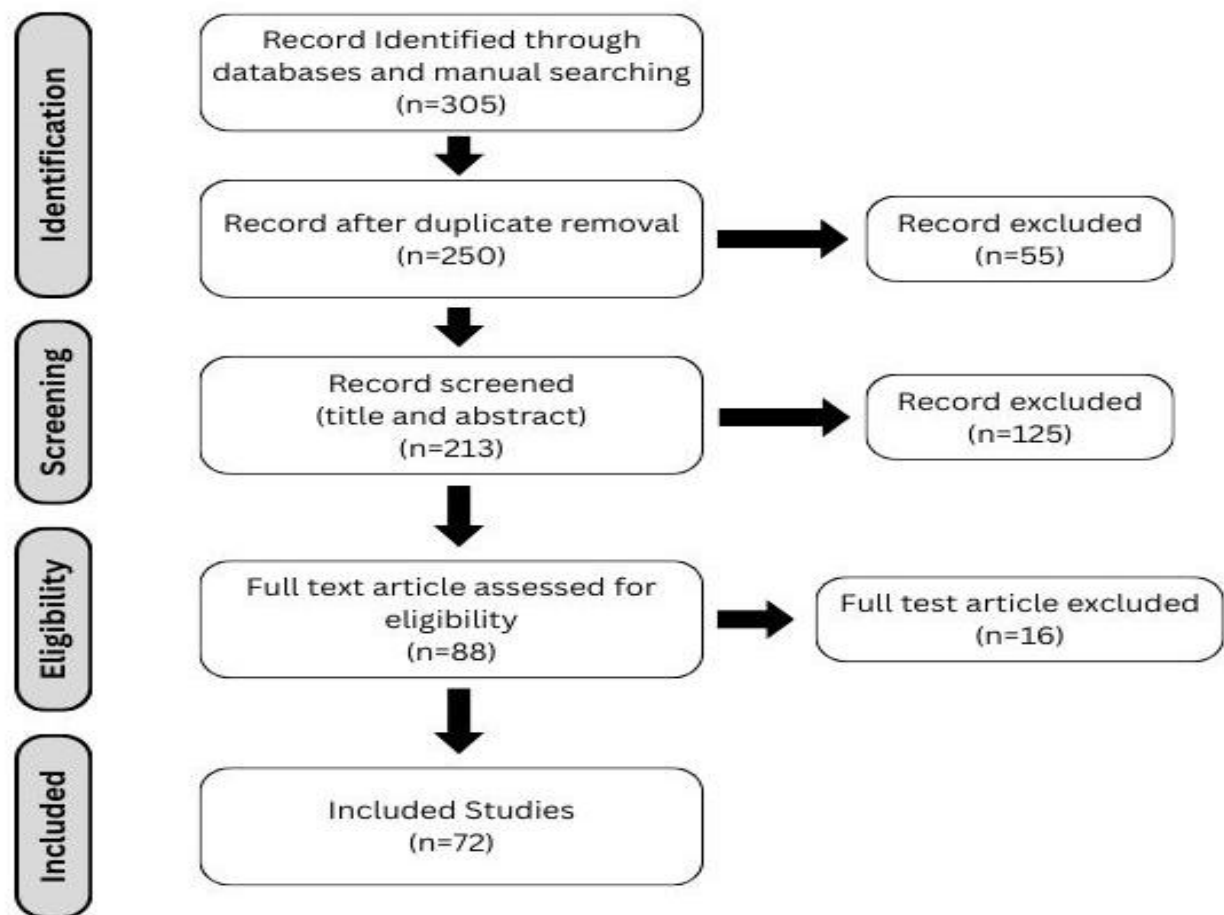 Identification
Record Identified through
databases and manual searching
(n=305)
Record after duplicate removal
(n=250)
Record excluded
(n=55)
Screening
Record screened
(title and abstract)
(n=213)
Record excluded
(n=125)
Eligibility
Full text article assessed for
eligibility
(n=88)
Full test article excluded
(n=16)
Included
Included Studies
(n=72)